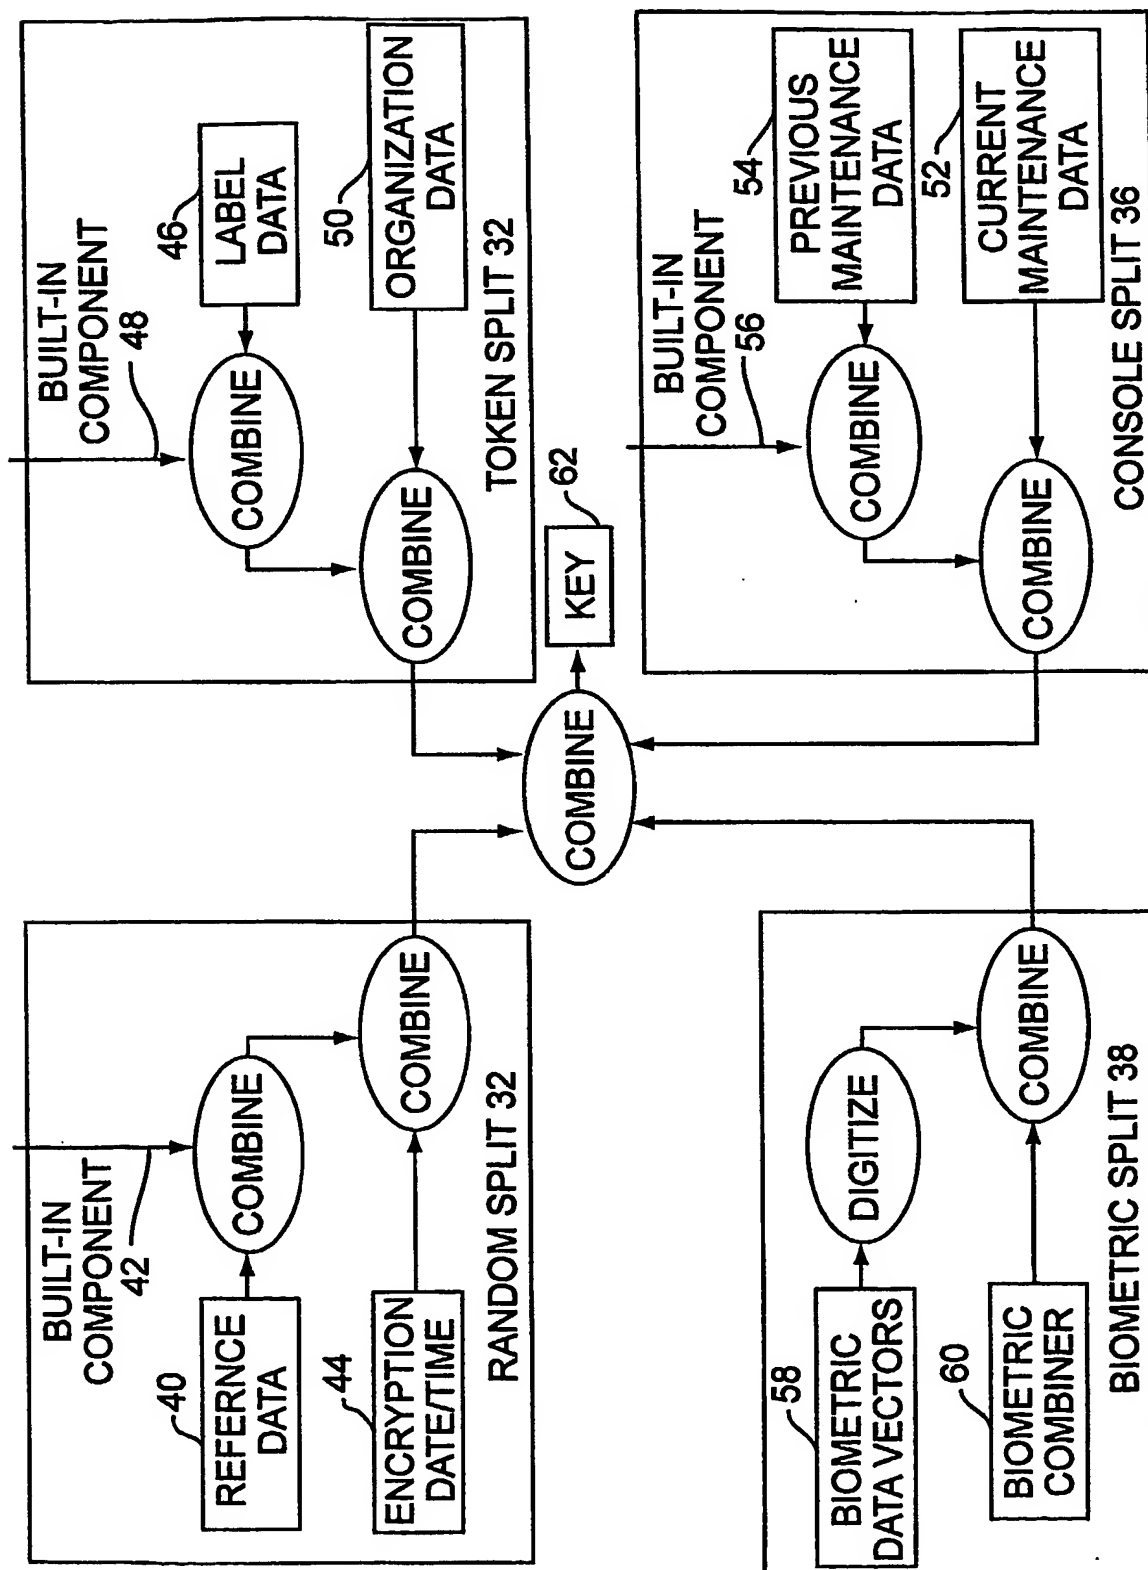 BUILT-IN
COMPONENT
42
40
REFERNCE
DATA
COMBINE
44
ENCRYPTION
DATE/TIME
COMBINE
RANDOM SPLIT 32
BUILT-IN
COMPONENT
48
46
LABEL
DATA
COMBINE
50
ORGANIZATION
DATA
COMBINE
TOKEN SPLIT 32
COMBINE
KEY
62
58
BIOMETRIC
DATA VECTORS
DIGITIZE
60
BIOMETRIC
COMBINER
COMBINE
BIOMETRIC SPLIT 38
BUILT-IN
COMPONENT
56
54
PREVIOUS
MAINTENANCE
DATA
COMBINE
52
CURRENT
MAINTENANCE
DATA
COMBINE
CONSOLE SPLIT 36